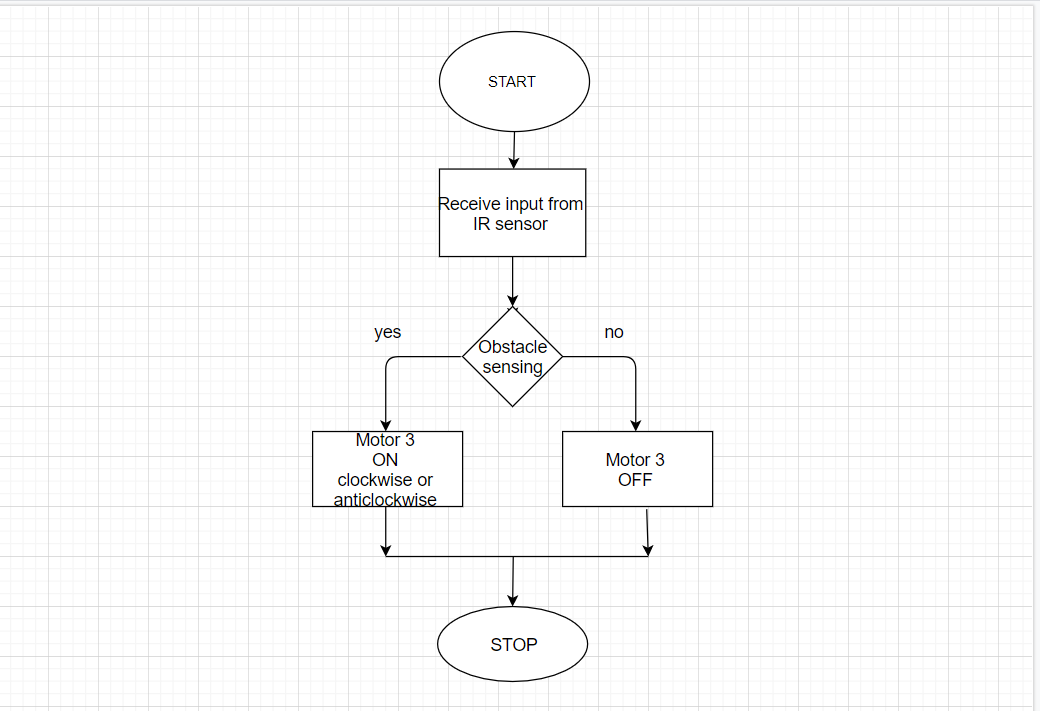 START
Receive input from
IR sensor
yes
no
Obstacle
sensing
Motor 3
ON
clockwise or
anticlockwise
Motor 3
OFF
STOP